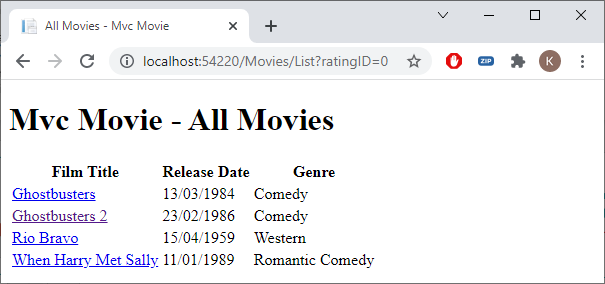 All Movies - Mvc Movie
localhost:54220/Movies/List?ratingID=0
ZIP
K
Mvc Movie - All Movies
Film Title Release Date Genre
Ghostbusters 13/03/1984 Comedy
Ghostbusters 2 23/02/1986 Comedy
Rio Bravo 15/04/1959 Western
When Harry Met Sally 11/01/1989 Romantic Comedy